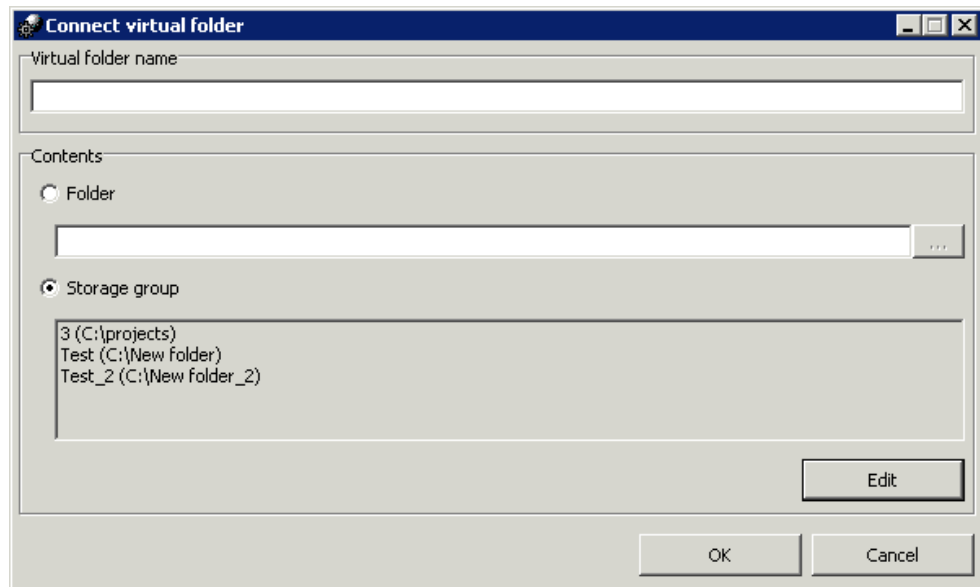 Connect virtual folder
Virtual folder name
Contents
Folder
...
Storage group
3 (C:\projects)
Test (C:\New folder)
Test_2 (C:\New folder_2)
Edit
OK
Cancel